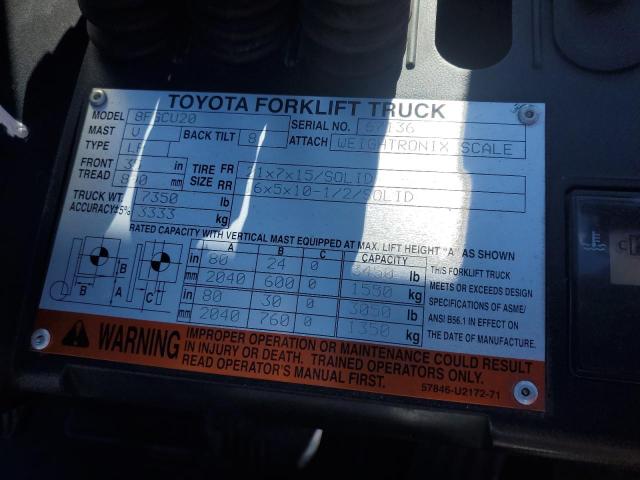 TOYOTA FORKLIFT TRUCK
MODEL 8FGCU20
MAST V BACK TILT 8 SERIAL NO.
TYPE LP ATTACH WEIGHTRONIX SCALE
FRONT TREAD in mm TIRE SIZE FR 21x7x15/SOLID
RR 16x5x10-1/2/SOLID
TRUCK WT. 7350 lb
ACCURACY±5% 3333 kg
RATED CAPACITY WITH VERTICAL MAST EQUIPPED AT MAX. LIFT HEIGHT "A" AS SHOWN
A B C CAPACITY
in 80 24 0 lb
mm 2040 600 0 kg
in 80 30 0 3050 lb
mm 2040 760 0 1350 kg
B C A
THIS FORKLIFT TRUCK
MEETS OR EXCEEDS DESIGN
SPECIFICATIONS OF ASME/
ANSI B56.1 IN EFFECT ON
THE DATE OF MANUFACTURE.
WARNING
IMPROPER OPERATION OR MAINTENANCE COULD RESULT
IN INJURY OR DEATH. TRAINED OPERATORS ONLY.
READ OPERATOR'S MANUAL FIRST.
57846-U2172-71